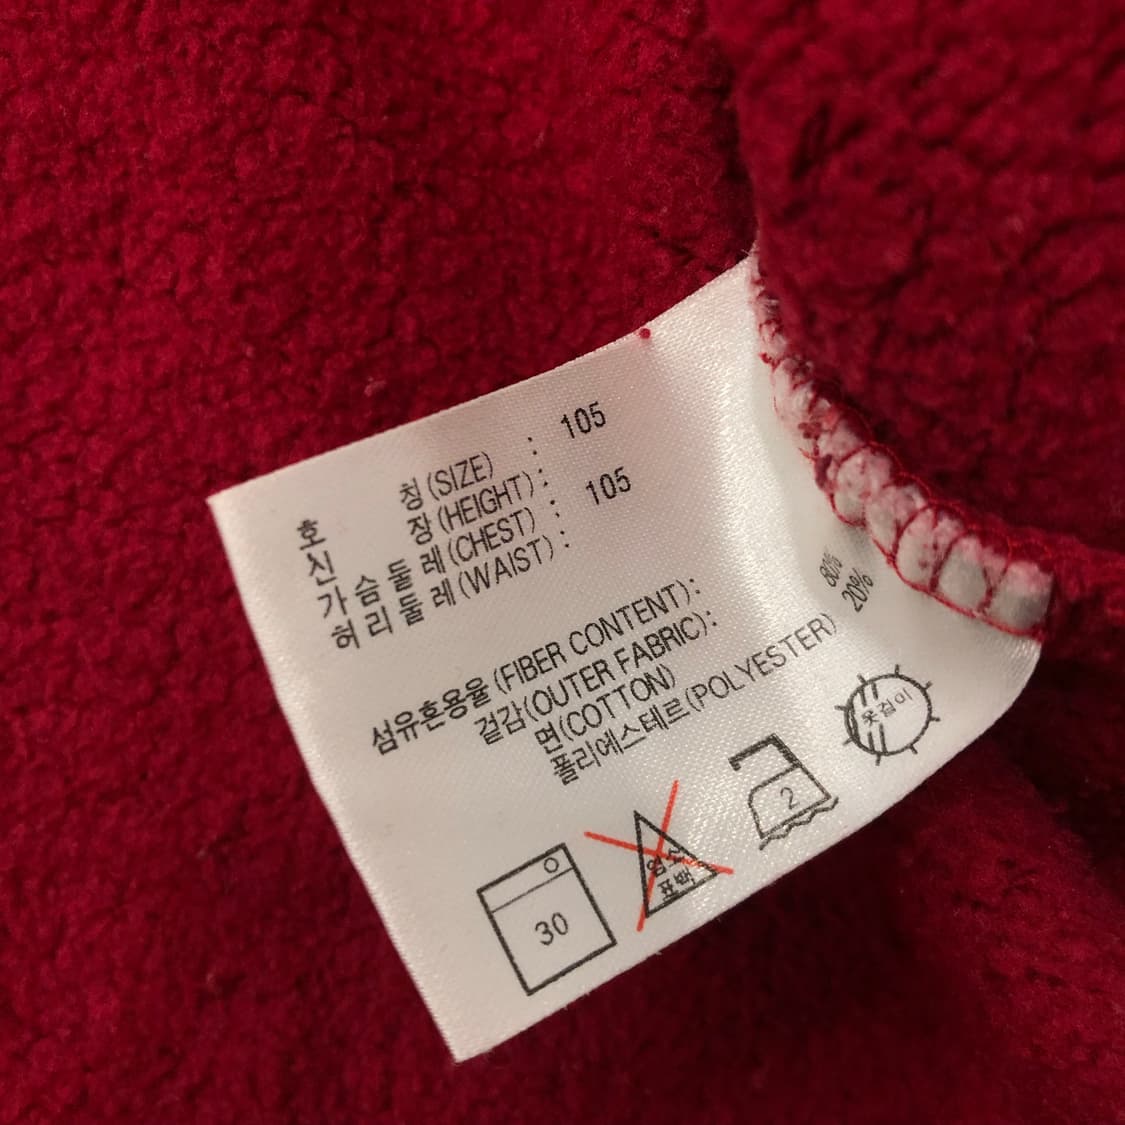 호 칭(SIZE) : 105
신 장(HEIGHT) :
가 슴 둘 레(CHEST) : 105
허 리 둘 레(WAIST) :
섬유혼용율(FIBER CONTENT):
겉감(OUTER FABRIC):
면(COTTON) 80%
폴리에스테르(POLYESTER) 20%
30
염소
표백
2
옷걸이